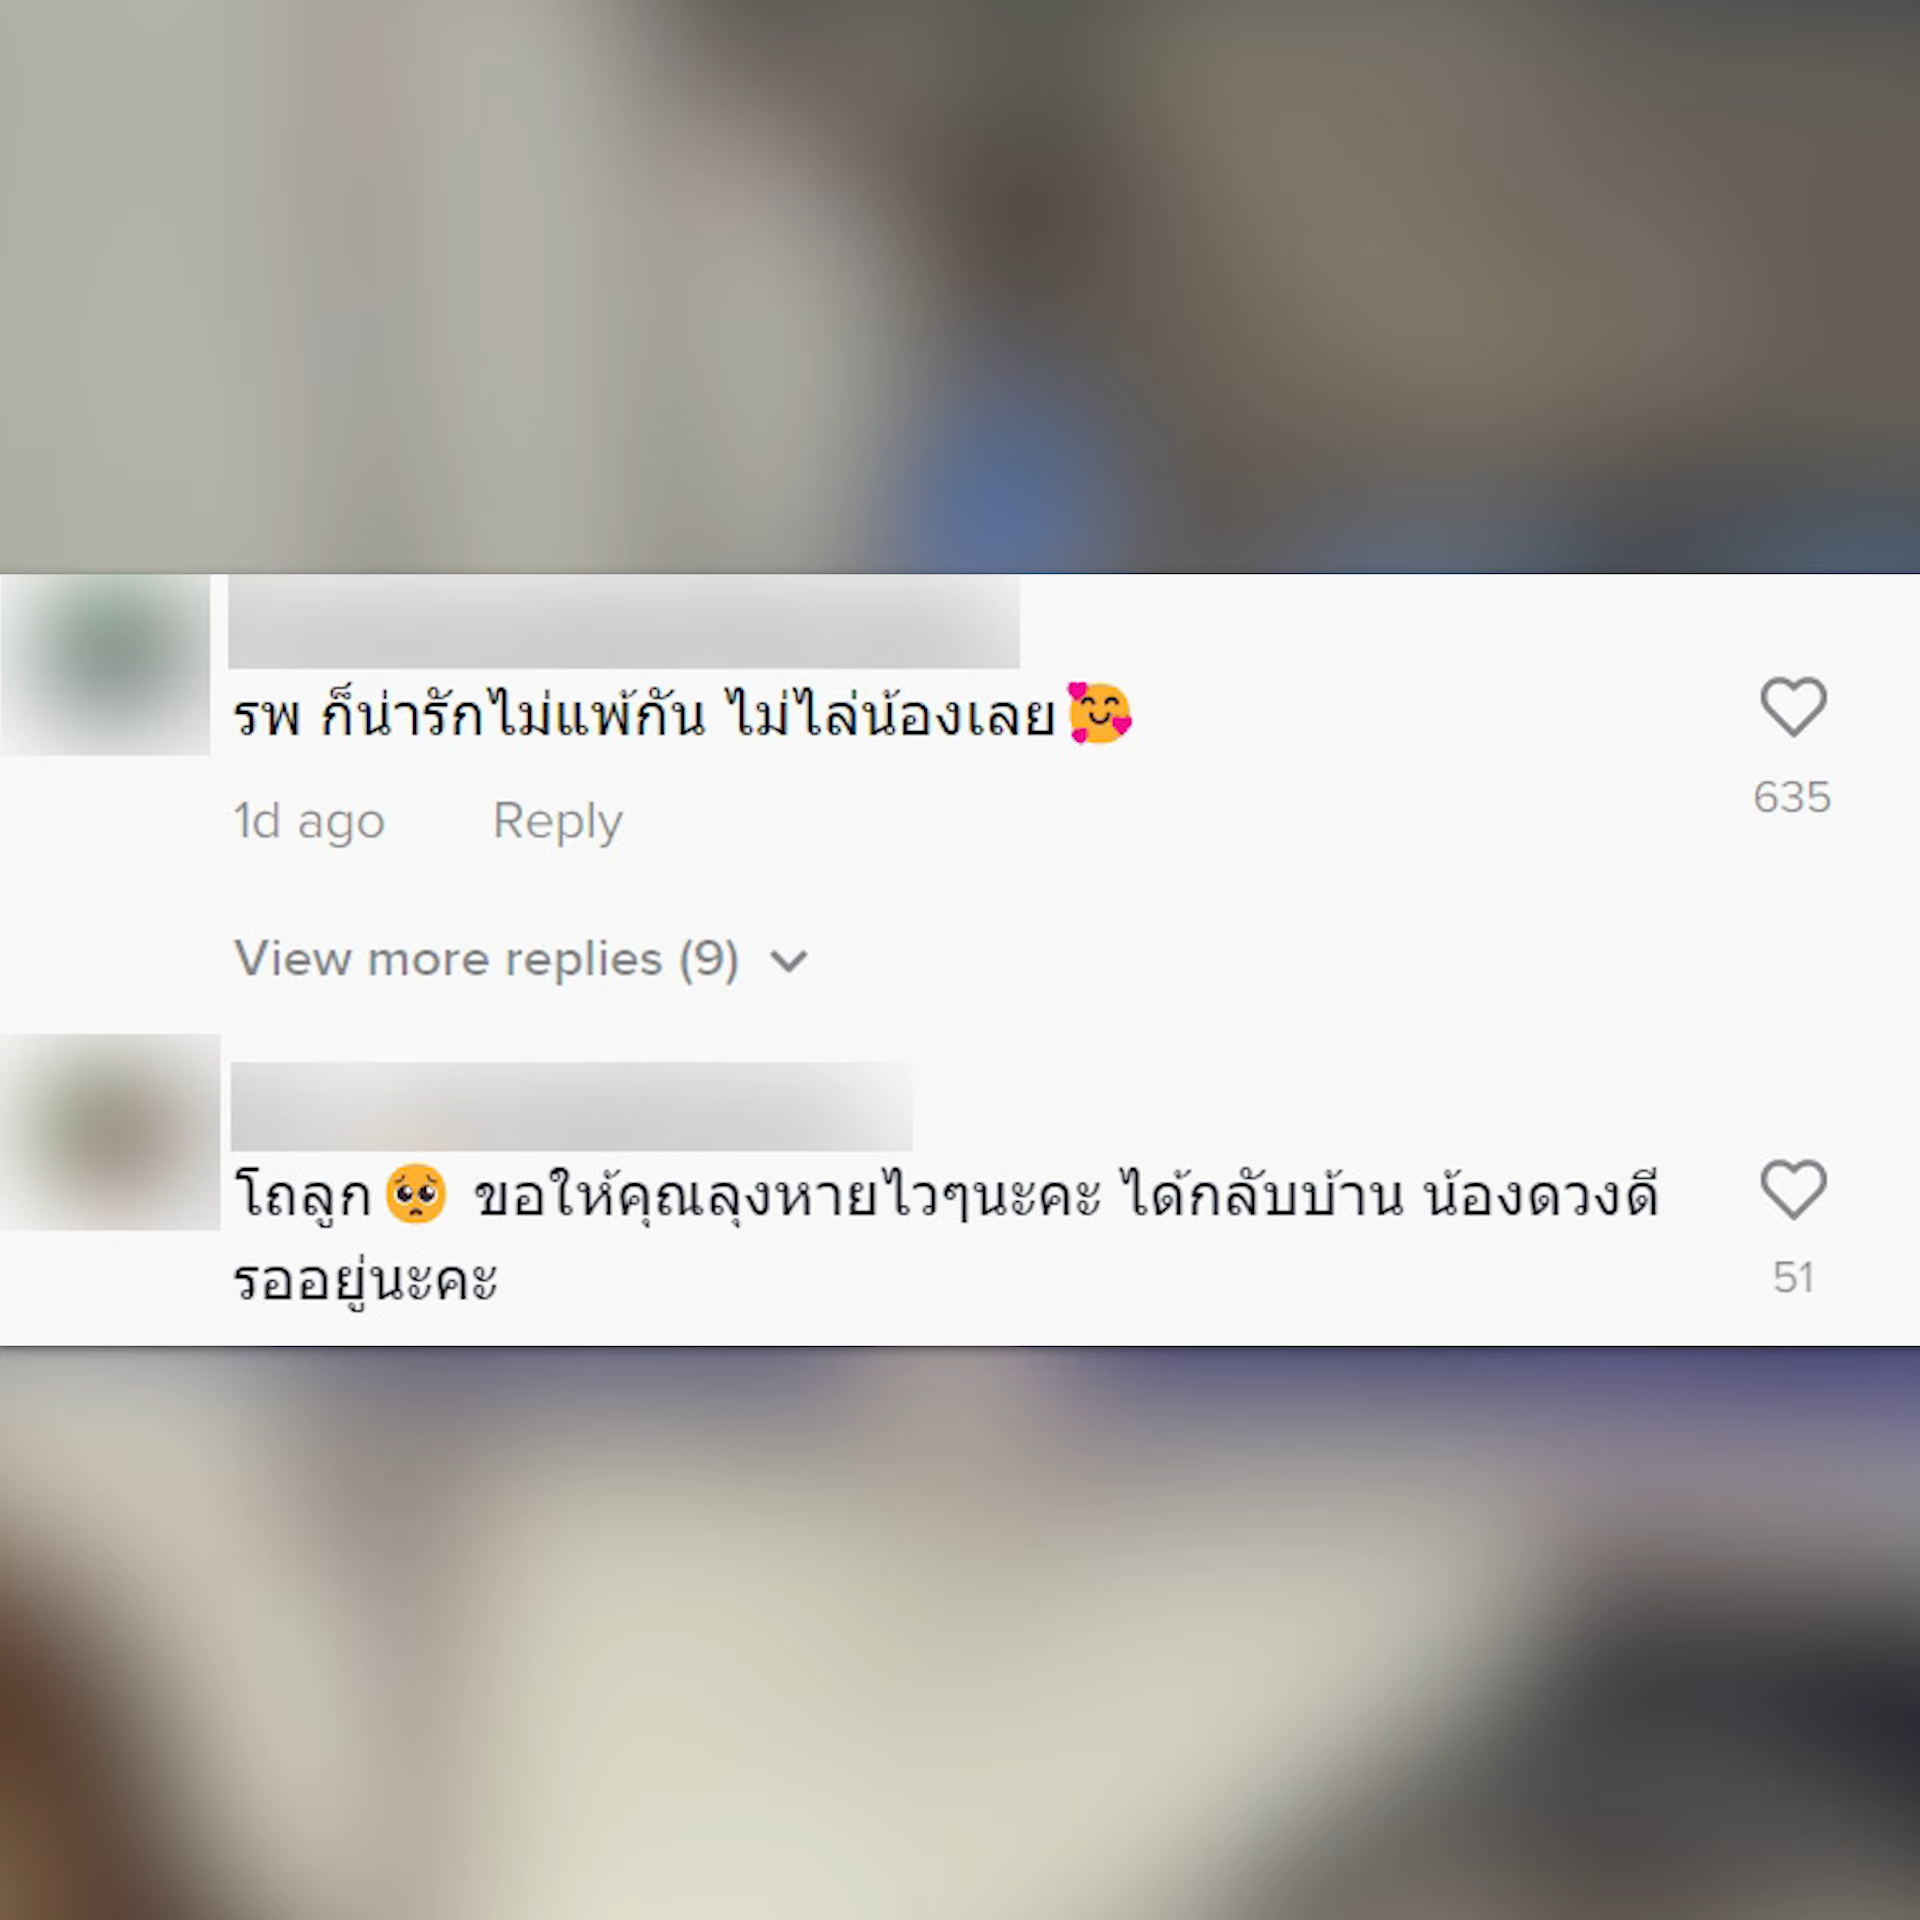 รพ ก็น่ารักไม่แพ้กัน ไม่ไล่น้องเลย🥰
635
1d ago Reply
View more replies (9)
โถลูก🥺 ขอให้คุณลุงหายไวๆนะคะ ได้กลับบ้าน น้องดวงดี
รออยู่นะคะ
51